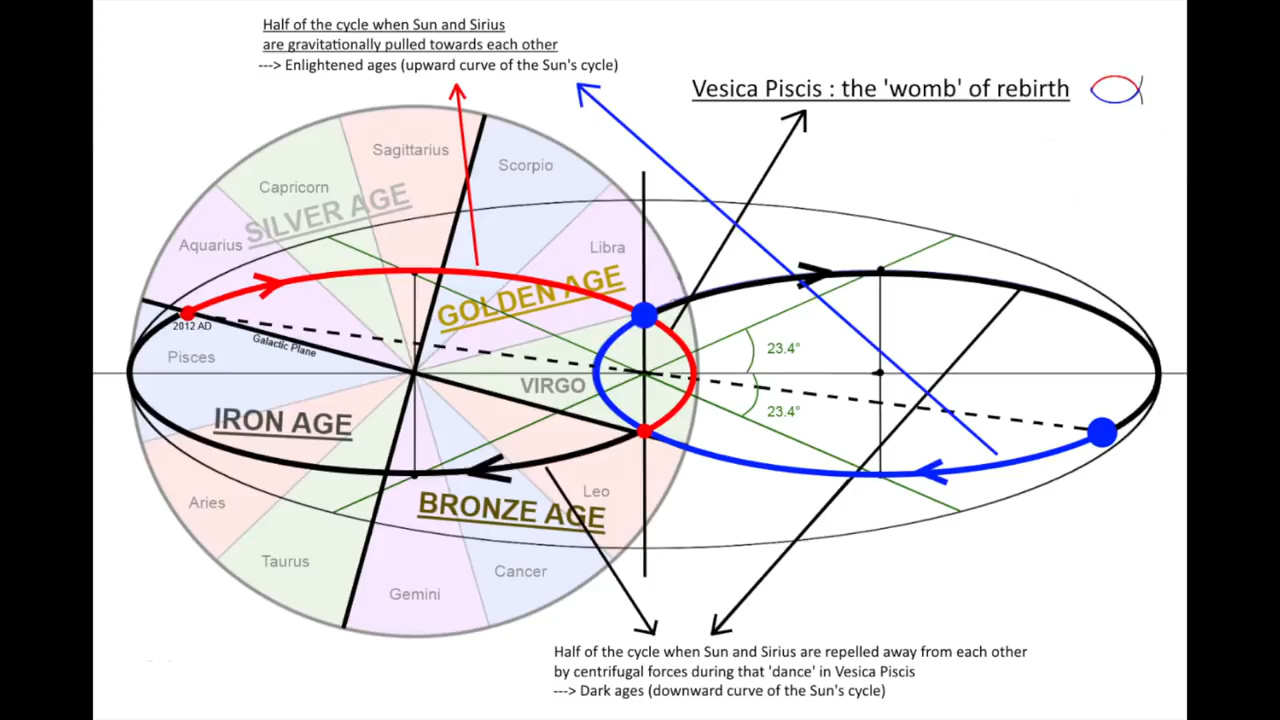 Half of the cycle when Sun and Sirius
are gravitationally pulled towards each other
---> Enlightened ages (upward curve of the Sun's cycle)
Vesica Piscis : the 'womb' of rebirth
Sagittarius
Scorpio
Capricorn
SILVER AGE
Aquarius
Libra
GOLDEN AGE
2012 AD
Galactic Plane
Pisces
VIRGO
23.4°
23.4°
IRON AGE
Aries
Leo
BRONZE AGE
Taurus
Cancer
Gemini
Half of the cycle when Sun and Sirius are repelled away from each other
by centrifugal forces during that 'dance' in Vesica Piscis
---> Dark ages (downward curve of the Sun's cycle)